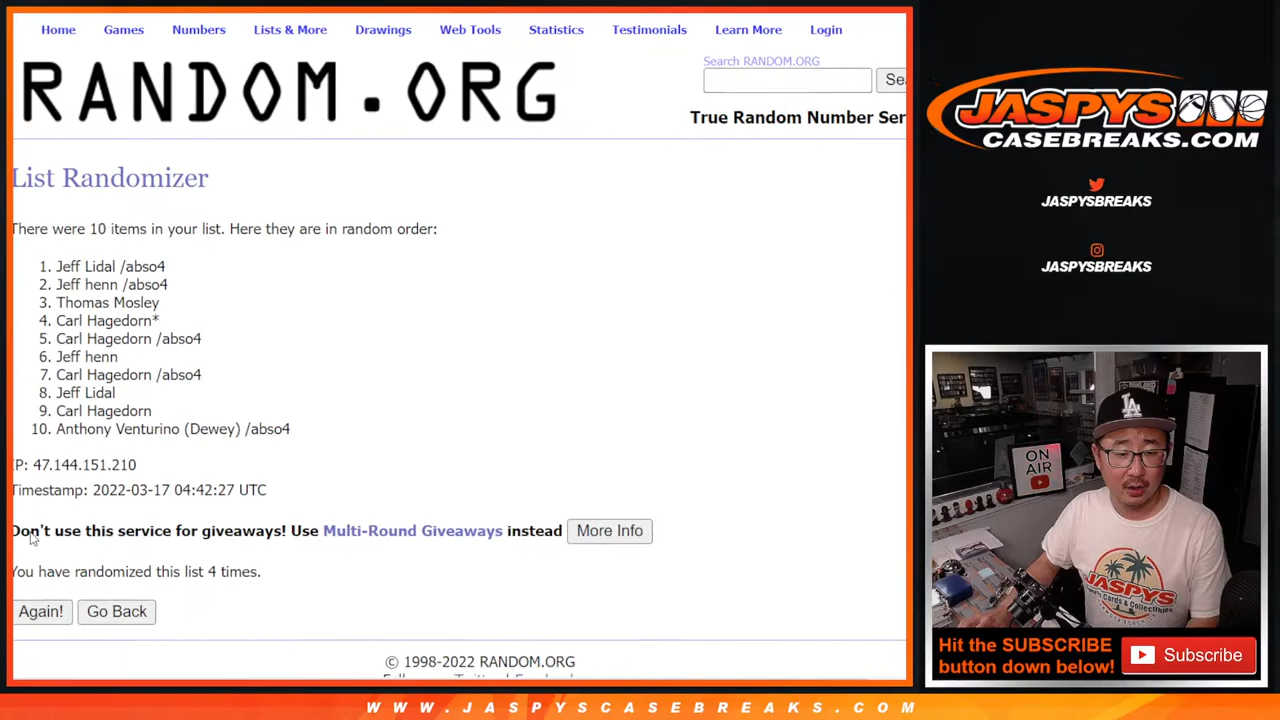 Home Games Numbers Lists & More Drawings Web Tools Statistics Testimonials Learn More Login
RANDOM.ORG
Search RANDOM.ORG
Sea
True Random Number Ser
List Randomizer
There were 10 items in your list. Here they are in random order:
1. Jeff Lidal /abso4
2. Jeff henn /abso4
3. Thomas Mosley
4. Carl Hagedorn*
5. Carl Hagedorn /abso4
6. Jeff henn
7. Carl Hagedorn /abso4
8. Jeff Lidal
9. Carl Hagedorn
10. Anthony Venturino (Dewey) /abso4
IP: 47.144.151.210
Timestamp: 2022-03-17 04:42:27 UTC
Don't use this service for giveaways! Use Multi-Round Giveaways instead More Info
You have randomized this list 4 times.
Again! Go Back
© 1998-2022 RANDOM.ORG
JASPYS
CASEBREAKS.COM
JASPYSBREAKS
JASPYSBREAKS
ON
AIR
LA
JASPYS
Hit the SUBSCRIBE
button down below!
Subscribe
WWW.JASPYSCASEBREAKS.COM